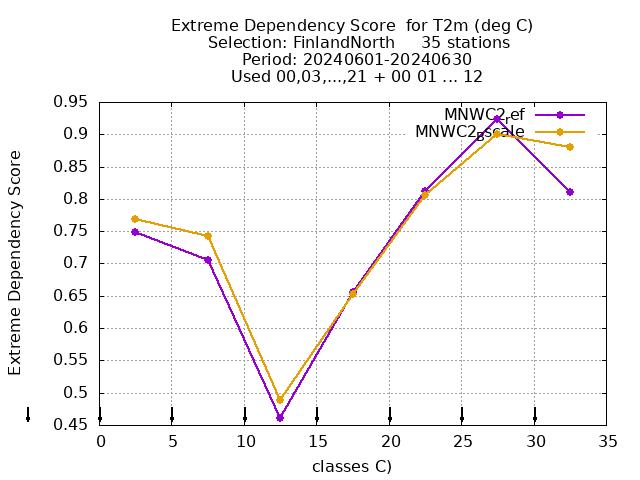 Extreme Dependency Score  for T2m (deg C)
Selection: FinlandNorth     35 stations
Period: 20240601-20240630
Used 00,03,...,21 + 00 01 ... 12
MNWC2_ref
MNWC2_Bscale
Extreme Dependency Score
0.95
0.9
0.85
0.8
0.75
0.7
0.65
0.6
0.55
0.5
0.45
0 5 10 15 20 25 30 35
classes C)